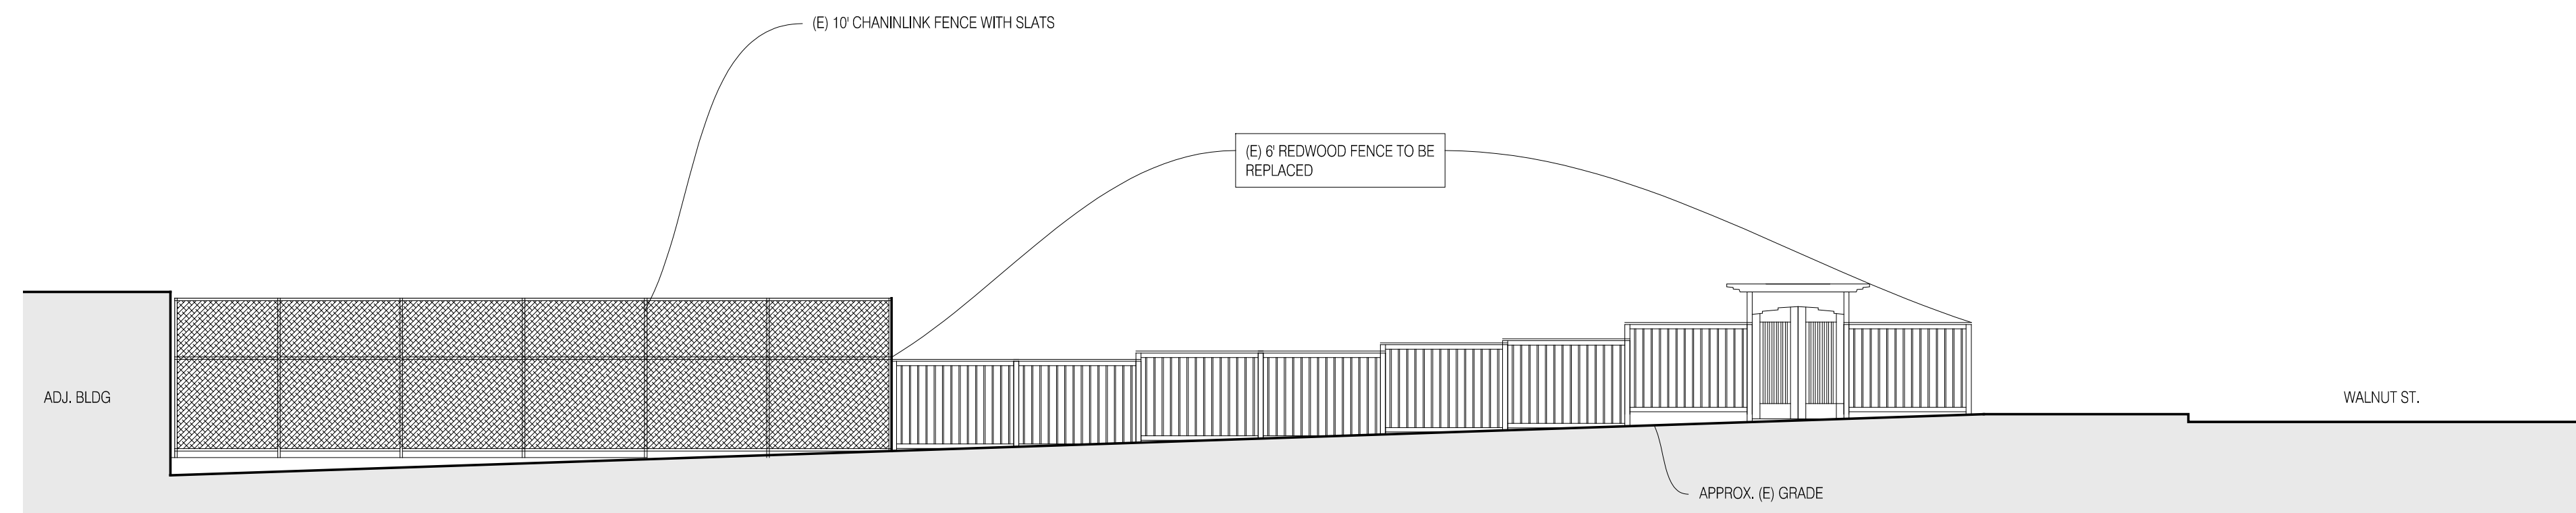 (E) 10' CHANINLINK FENCE WITH SLATS
(E) 6' REDWOOD FENCE TO BE
REPLACED
ADJ. BLDG
WALNUT ST.
APPROX. (E) GRADE